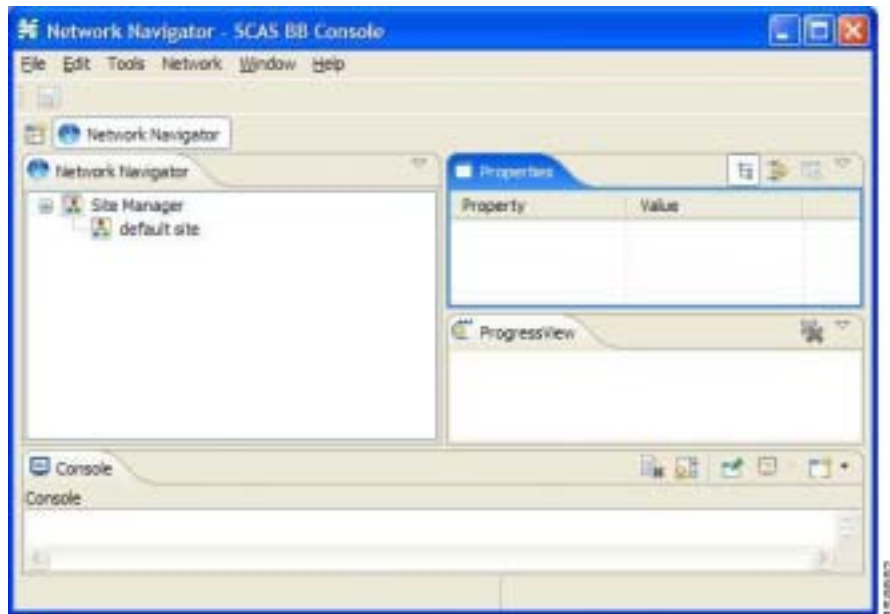 Network Navigator - SCAS BB Console
File Edit Tools Network Window Help
Network Navigator
Network Navigator
Site Manager
default site
Properties
Property Value
ProgressView
Console
Console